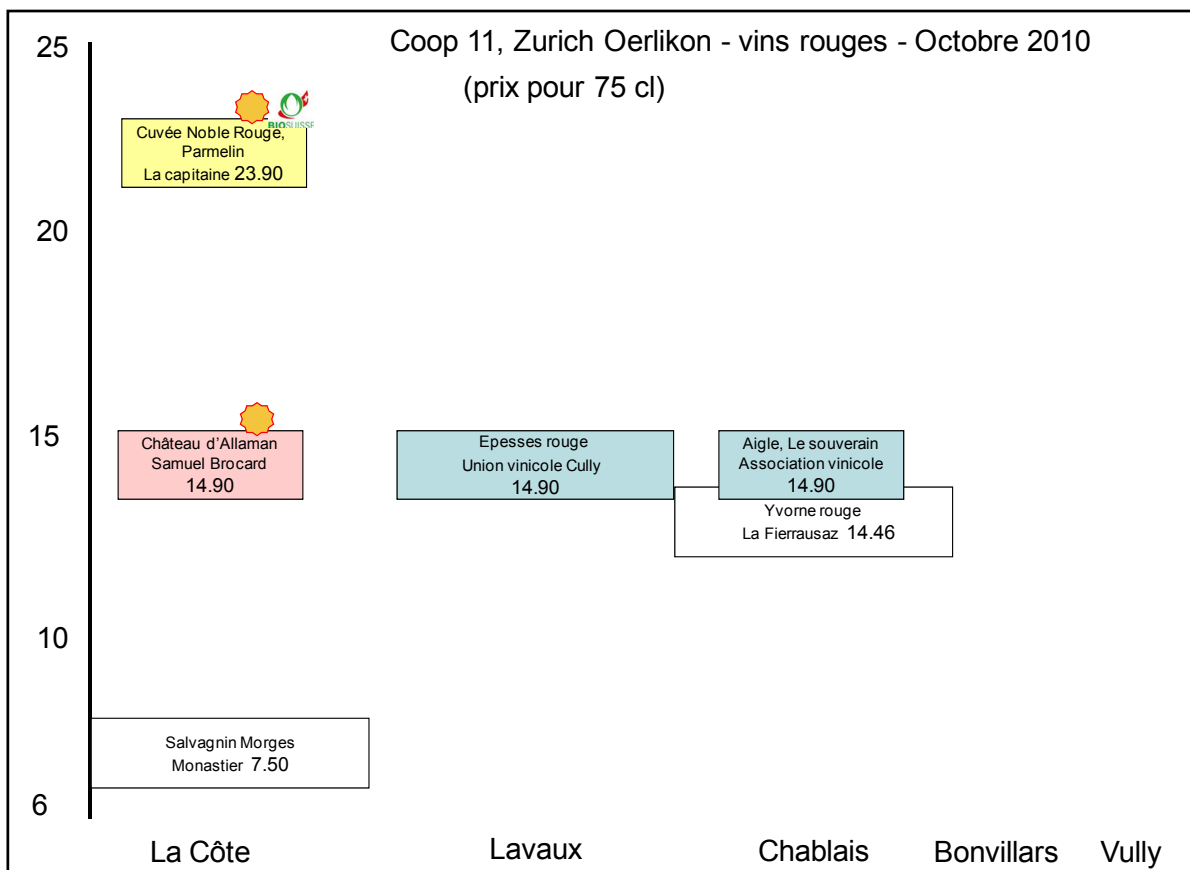 Coop 11, Zurich Oerlikon - vins rouges - Octobre 2010
(prix pour 75 cl)
25
BIOSUISSE
Cuvée Noble Rouge,
Parmelin
La capitaine 23.90
20
15
Château d’Allaman
Samuel Brocard
14.90
Epesses rouge
Union vinicole Cully
14.90
Aigle, Le souverain
Association vinicole
14.90
Yvorne rouge
La Fierrausaz 14.46
10
Salvagnin Morges
Monastier 7.50
6
La Côte
Lavaux
Chablais
Bonvillars
Vully